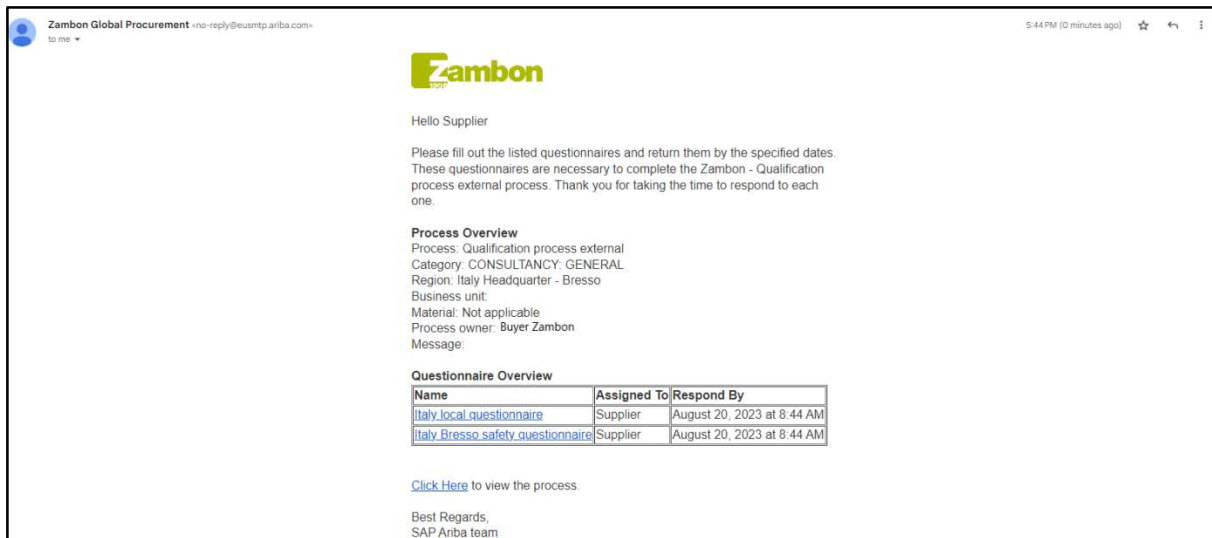 Zambon Global Procurement <no-reply@eusmtp.ariba.com>
5:44 PM (0 minutes ago)
to me
Zambon
1906
Hello Supplier
Please fill out the listed questionnaires and return them by the specified dates.
These questionnaires are necessary to complete the Zambon - Qualification
process external process. Thank you for taking the time to respond to each
one.
Process Overview
Process: Qualification process external
Category: CONSULTANCY: GENERAL
Region: Italy Headquarter - Bresso
Business unit:
Material: Not applicable
Process owner: Buyer Zambon
Message:
Questionnaire Overview
Name Assigned To Respond By
Italy local questionnaire Supplier August 20, 2023 at 8:44 AM
Italy Bresso safety questionnaire Supplier August 20, 2023 at 8:44 AM
Click Here to view the process.
Best Regards,
SAP Ariba team